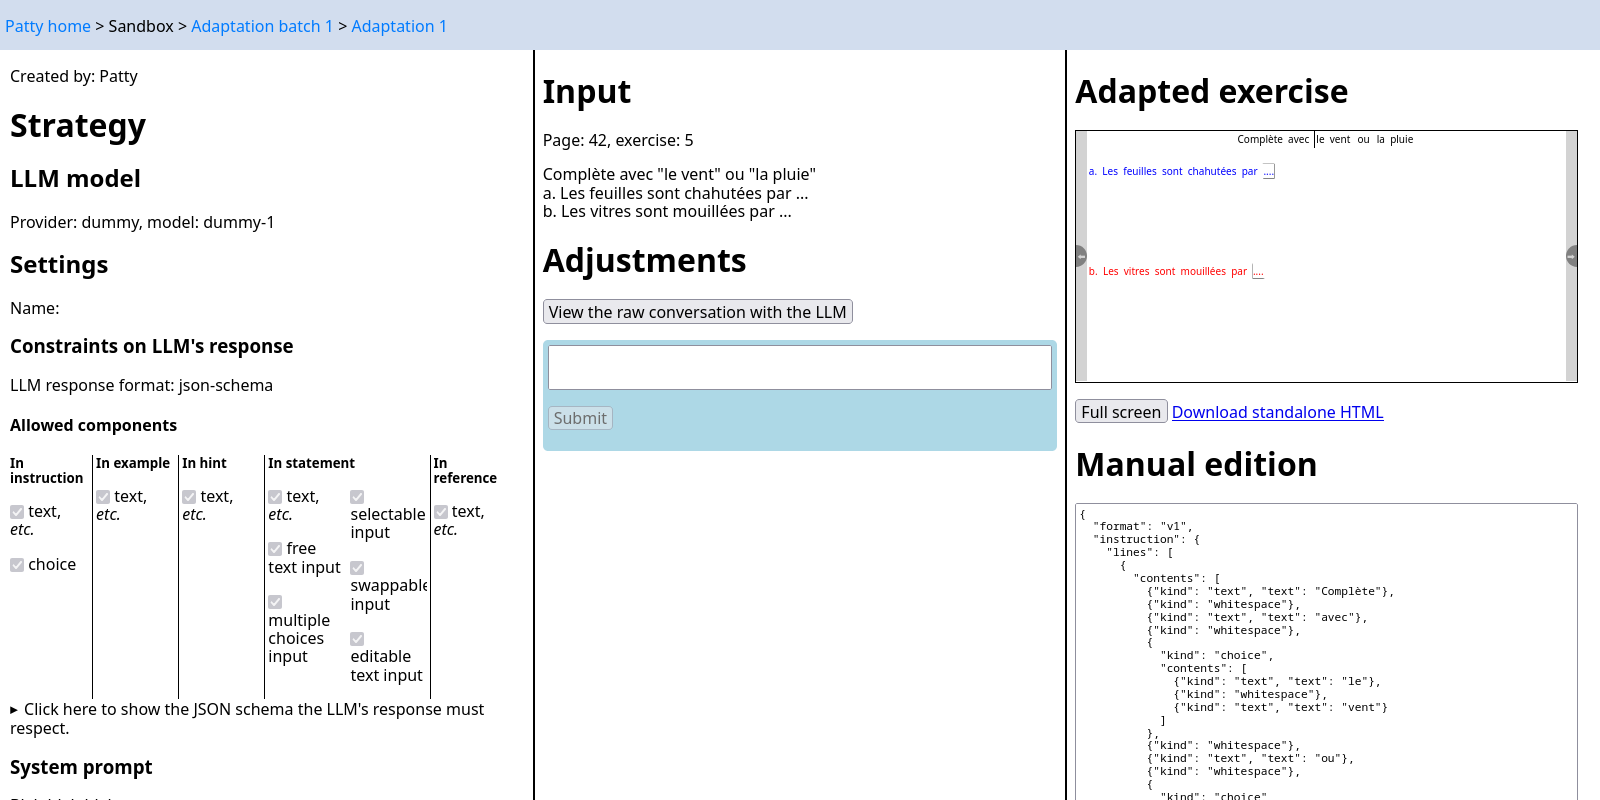 Patty home > Sandbox > Adaptation batch 1 > Adaptation 1
Created by: Patty
Strategy
LLM model
Provider: dummy, model: dummy-1
Settings
Name:
Constraints on LLM's response
LLM response format: json-schema
Allowed components
In
instruction
text,
etc.
choice
In example
text,
etc.
In hint
text,
etc.
In statement
text,
etc.
free
text input
multiple
choices
input
selectable
input
swappable
input
editable
text input
In
reference
text,
etc.
▸ Click here to show the JSON schema the LLM's response must
respect.
System prompt
Input
Page: 42, exercise: 5
Complète avec "le vent" ou "la pluie"
a. Les feuilles sont chahutées par ...
b. Les vitres sont mouillées par ...
Adjustments
View the raw conversation with the LLM
Submit
Adapted exercise
Complète avec le vent ou la pluie
a. Les feuilles sont chahutées par ....
b. Les vitres sont mouillées par ....
Full screen Download standalone HTML
Manual edition
{
"format": "v1",
"instruction": {
"lines": [
{
"contents": [
{"kind": "text", "text": "Complète"},
{"kind": "whitespace"},
{"kind": "text", "text": "avec"},
{"kind": "whitespace"},
{
"kind": "choice",
"contents": [
{"kind": "text", "text": "le"},
{"kind": "whitespace"},
{"kind": "text", "text": "vent"}
]
},
{"kind": "whitespace"},
{"kind": "text", "text": "ou"},
{"kind": "whitespace"},
{
"kind": "choice"